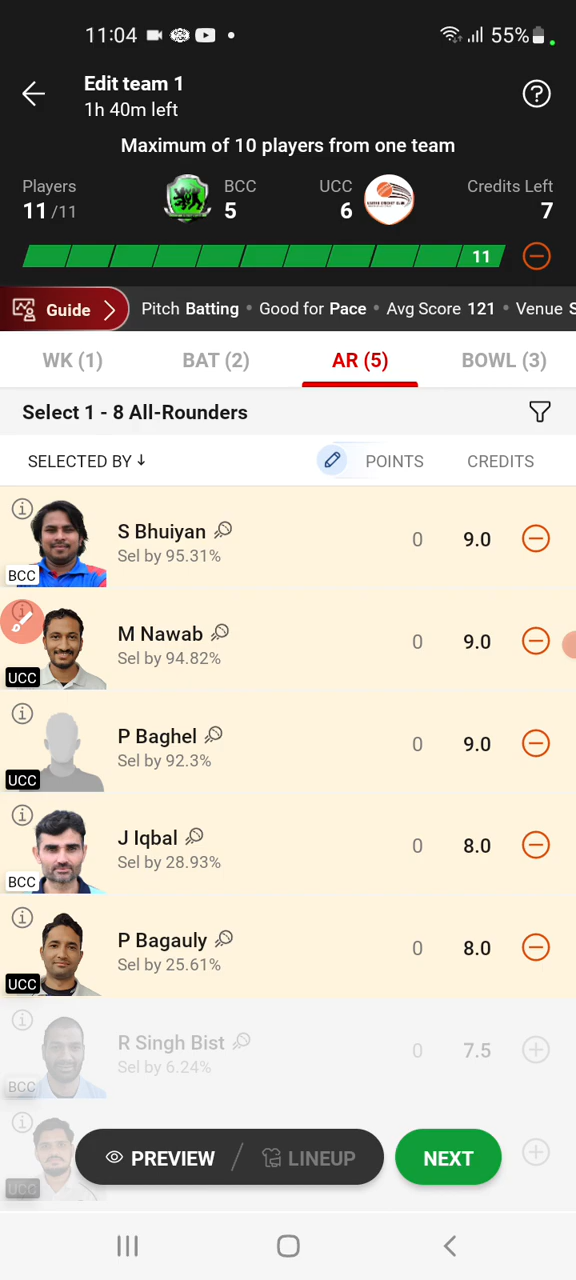 11:04
55%
Edit team 1
1h 40m left
Maximum of 10 players from one team
Players BCC UCC Credits Left
11/11 5 6 7
11
Guide Pitch Batting • Good for Pace • Avg Score 121 • Venue S
WK (1) BAT (2) AR (5) BOWL (3)
Select 1 - 8 All-Rounders
SELECTED BY ↓ POINTS CREDITS
S Bhuiyan 0 9.0
Sel by 95.31%
BCC
M Nawab 0 9.0
Sel by 94.82%
UCC
P Baghel 0 9.0
Sel by 92.3%
UCC
J Iqbal 0 8.0
Sel by 28.93%
BCC
P Bagauly 0 8.0
Sel by 25.61%
UCC
R Singh Bist 0 7.5
Sel by 6.24%
BCC
PREVIEW / LINEUP NEXT
UCC